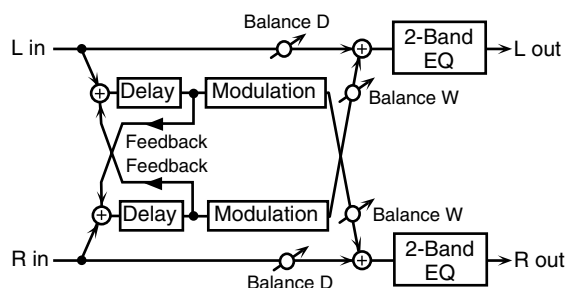 Balance D
L in
2-Band
EQ
L out
Delay
Modulation
Balance W
Feedback
Feedback
Delay
Modulation
Balance W
R in
Balance D
2-Band
EQ
R out